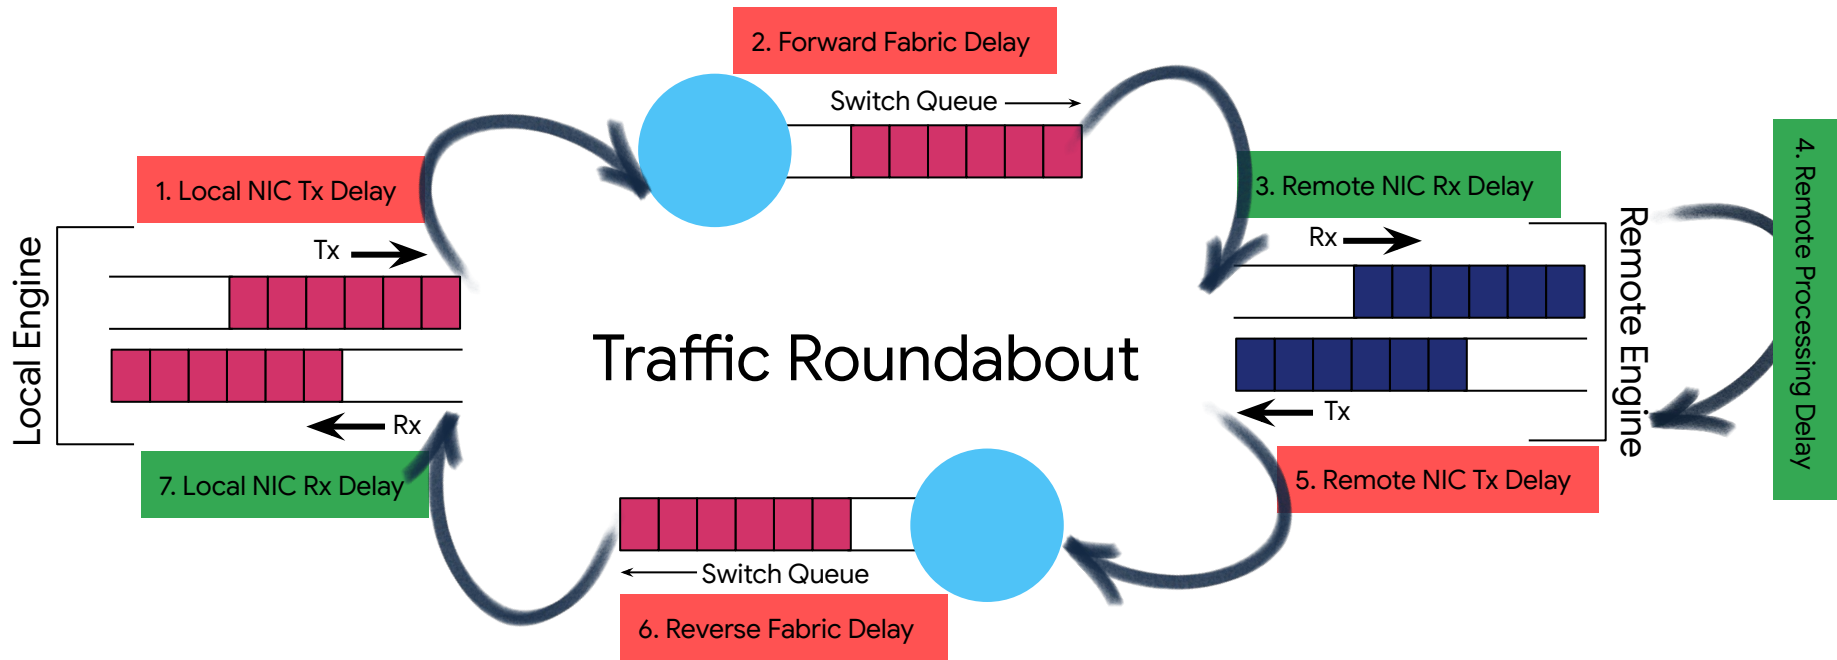 2. Forward Fabric Delay
Switch Queue
1. Local NIC Tx Delay
3. Remote NIC Rx Delay
4. Remote Processing Delay
Tx
Rx
Local Engine
Remote Engine
Traffic Roundabout
Rx
Tx
7. Local NIC Rx Delay
5. Remote NIC Tx Delay
Switch Queue
6. Reverse Fabric Delay